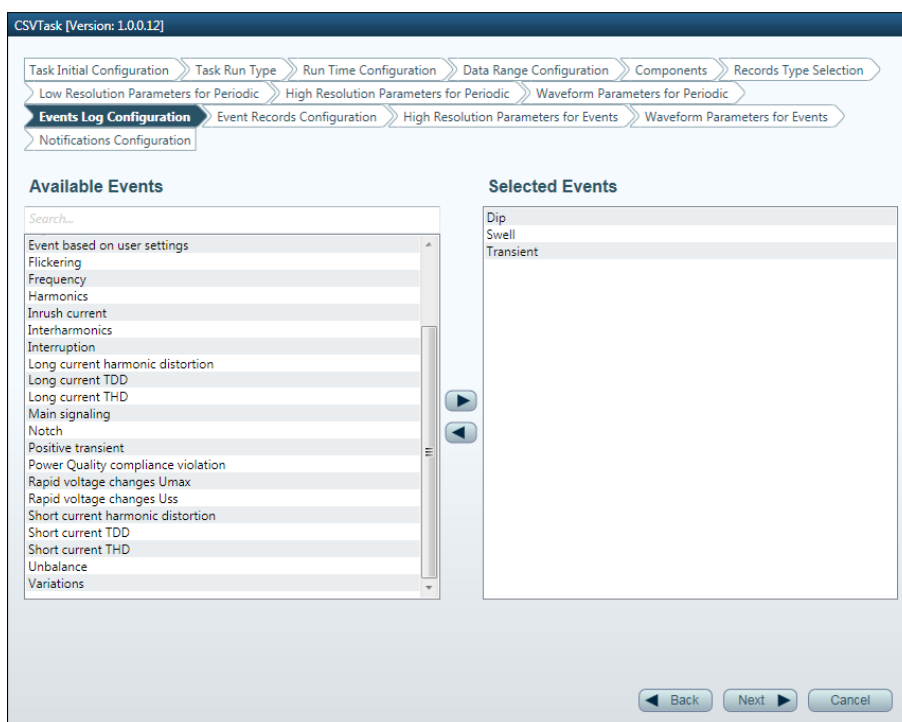 CSVTask [Version: 1.0.0.12]
Task Initial Configuration Task Run Type Run Time Configuration Data Range Configuration Components Records Type Selection
Low Resolution Parameters for Periodic High Resolution Parameters for Periodic Waveform Parameters for Periodic
Events Log Configuration Event Records Configuration High Resolution Parameters for Events Waveform Parameters for Events
Notifications Configuration
Available Events
Search...
Event based on user settings
Flickering
Frequency
Harmonics
Inrush current
Interharmonics
Interruption
Long current harmonic distortion
Long current TDD
Long current THD
Main signaling
Notch
Positive transient
Power Quality compliance violation
Rapid voltage changes Umax
Rapid voltage changes Uss
Short current harmonic distortion
Short current TDD
Short current THD
Unbalance
Variations
Selected Events
Dip
Swell
Transient
Back Next Cancel